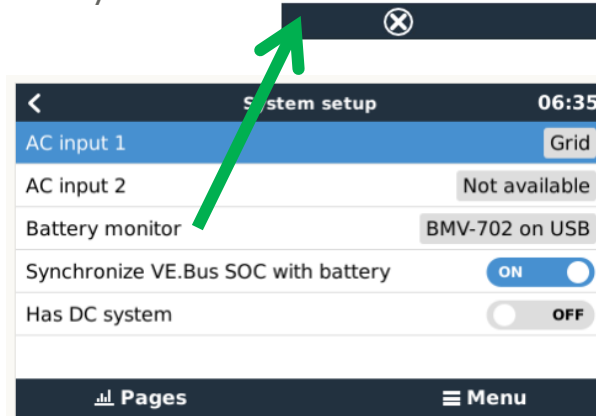 System setup 06:35
AC input 1 Grid
AC input 2 Not available
Battery monitor BMV-702 on USB
Synchronize VE.Bus SOC with battery ON
Has DC system OFF
Pages Menu